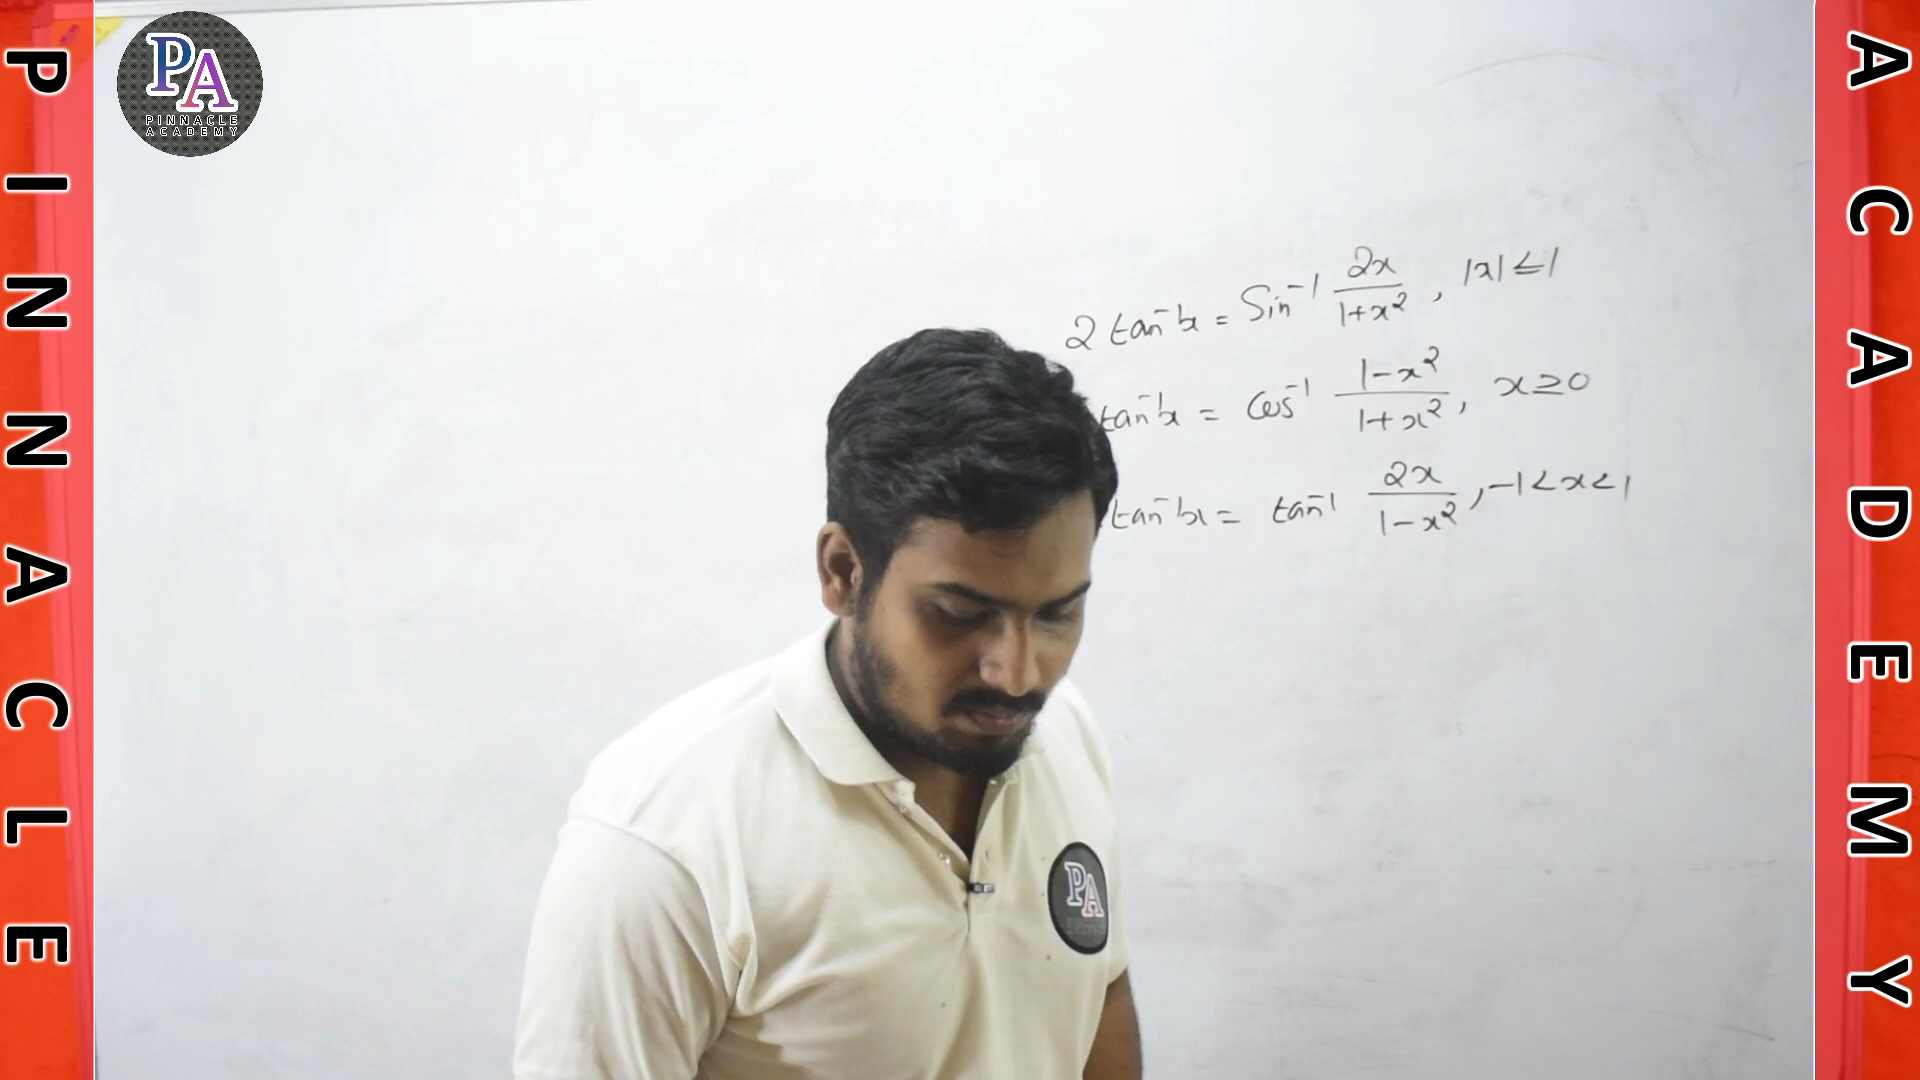 PINNACLE
PA
PINNACLE
ACADEMY
2 tan⁻¹x = Sin⁻¹ 2x/1+x², |x| ≤ 1
tan⁻¹x = Cos⁻¹ 1-x²/1+x², x ≥ 0
tan⁻¹x = tan⁻¹ 2x/1-x², -1<x<1
PA
ACADEMY